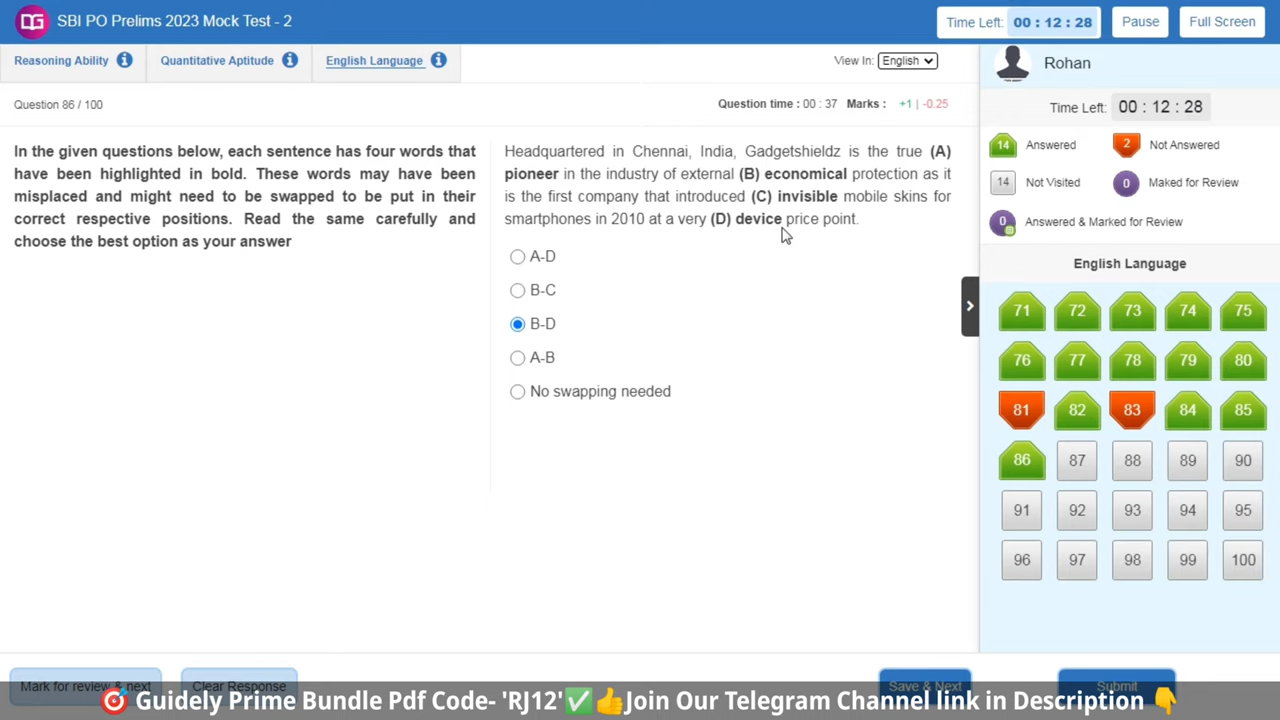 DG SBI PO Prelims 2023 Mock Test - 2
Time Left: 00 : 12 : 28
Pause
Full Screen
Reasoning Ability i
Quantitative Aptitude i
English Language i
View In: English
Rohan
Question 86 / 100
Question time : 00 : 37 Marks : +1 | -0.25
Time Left: 00 : 12 : 28
In the given questions below, each sentence has four words that
have been highlighted in bold. These words may have been
misplaced and might need to be swapped to be put in their
correct respective positions. Read the same carefully and
choose the best option as your answer
Headquartered in Chennai, India, Gadgetshieldz is the true (A)
pioneer in the industry of external (B) economical protection as it
is the first company that introduced (C) invisible mobile skins for
smartphones in 2010 at a very (D) device price point.
A-D
B-C
B-D
A-B
No swapping needed
14 Answered
2 Not Answered
14 Not Visited
0 Maked for Review
0 Answered & Marked for Review
English Language
71 72 73 74 75
76 77 78 79 80
81 82 83 84 85
86 87 88 89 90
91 92 93 94 95
96 97 98 99 100
Mark for review & next
Clear Response
Save & Next
Submit
🎯 Guidely Prime Bundle Pdf Code- 'RJ12'✅👍Join Our Telegram Channel link in Description 👇